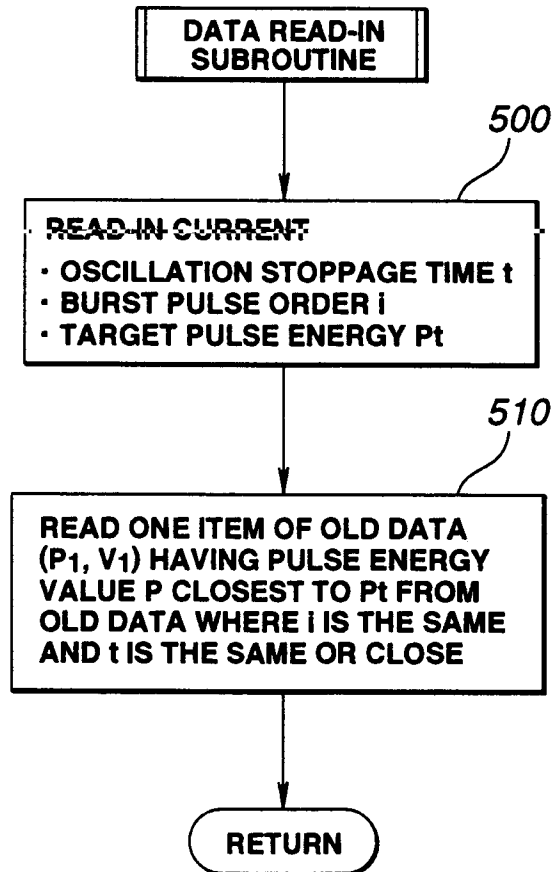 DATA READ-IN
SUBROUTINE
500
READ-IN CURRENT
· OSCILLATION STOPPAGE TIME t
· BURST PULSE ORDER i
· TARGET PULSE ENERGY Pt
510
READ ONE ITEM OF OLD DATA
(P1, V1) HAVING PULSE ENERGY
VALUE P CLOSEST TO Pt FROM
OLD DATA WHERE i IS THE SAME
AND t IS THE SAME OR CLOSE
RETURN